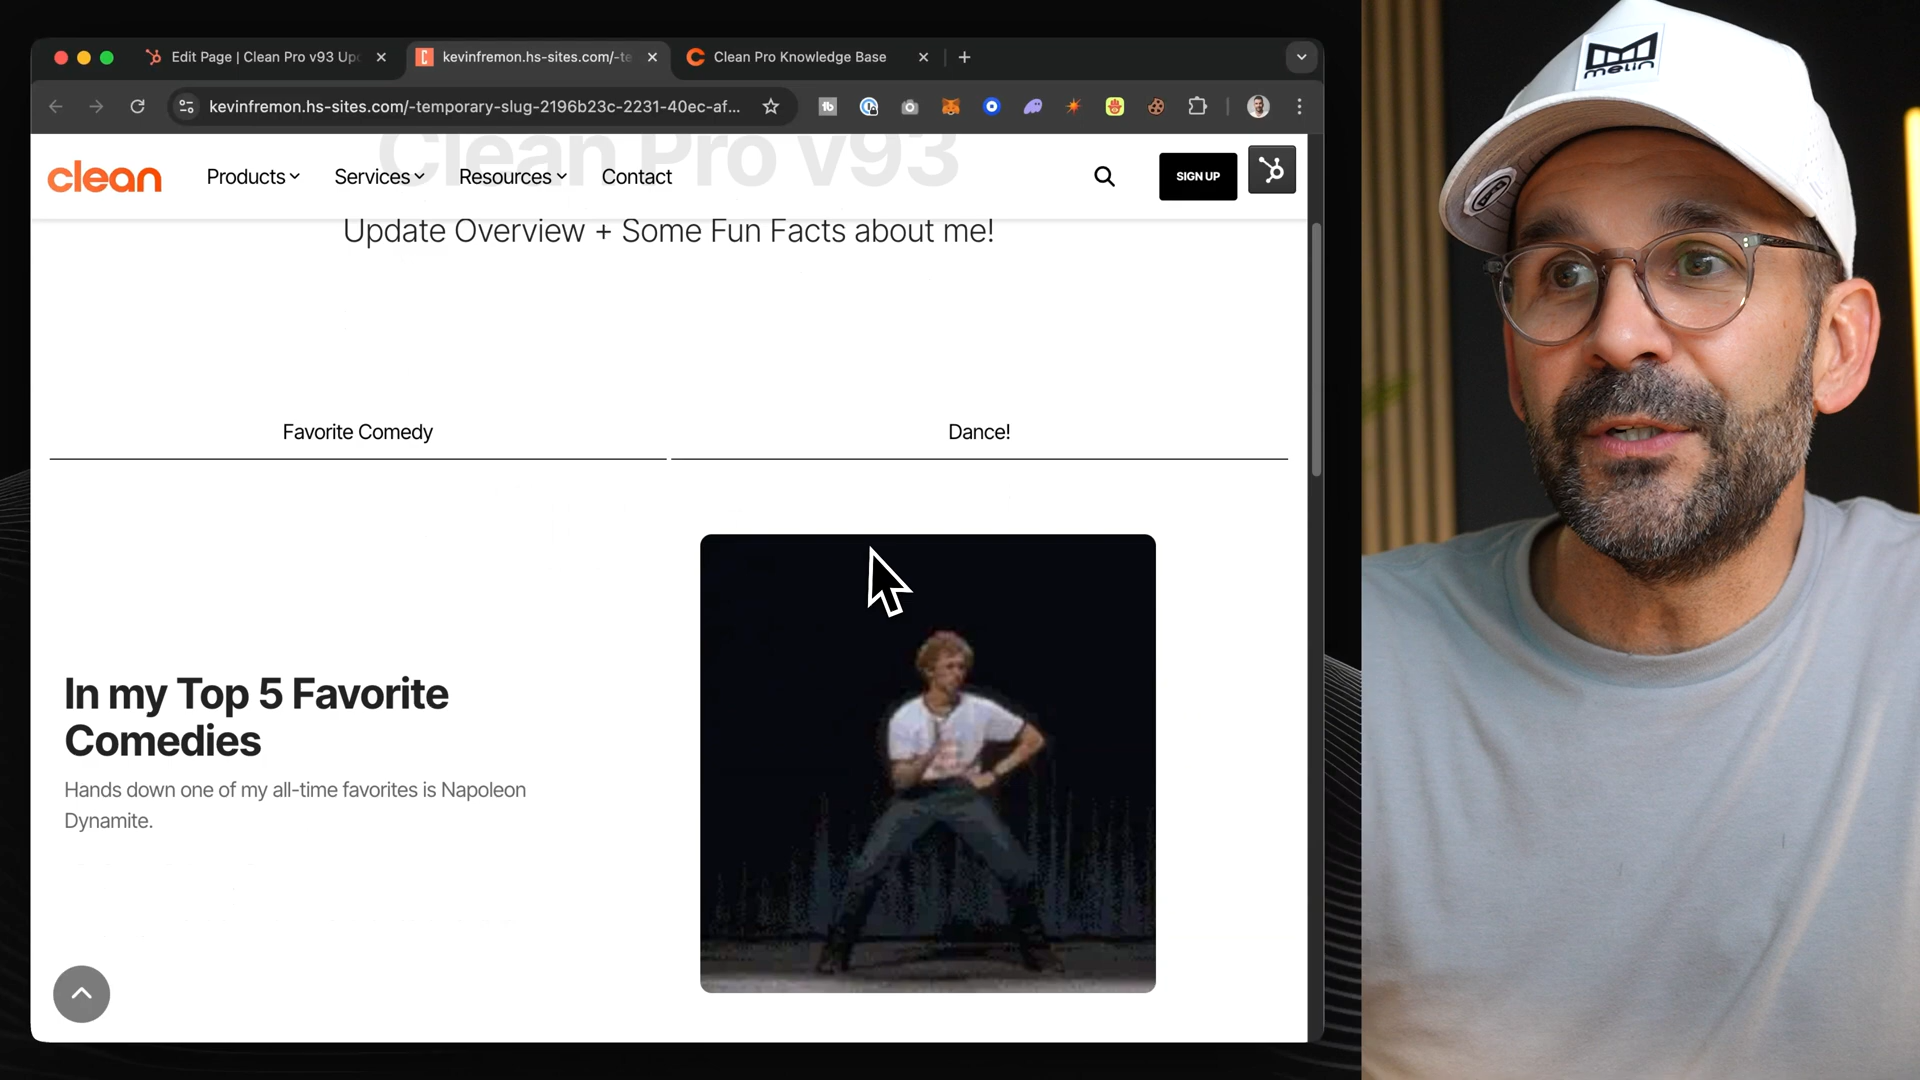 Edit Page | Clean Pro v93 Up
kevinfremon.hs-sites.com/-te
Clean Pro Knowledge Base
kevinfremon.hs-sites.com/-temporary-slug-2196b23c-2231-40ec-af...
tb
Clean Pro v93
clean
Products
Services
Resources
Contact
SIGN UP
Update Overview + Some Fun Facts about me!
Favorite Comedy
Dance!
In my Top 5 Favorite
Comedies
Hands down one of my all-time favorites is Napoleon
Dynamite.
melin